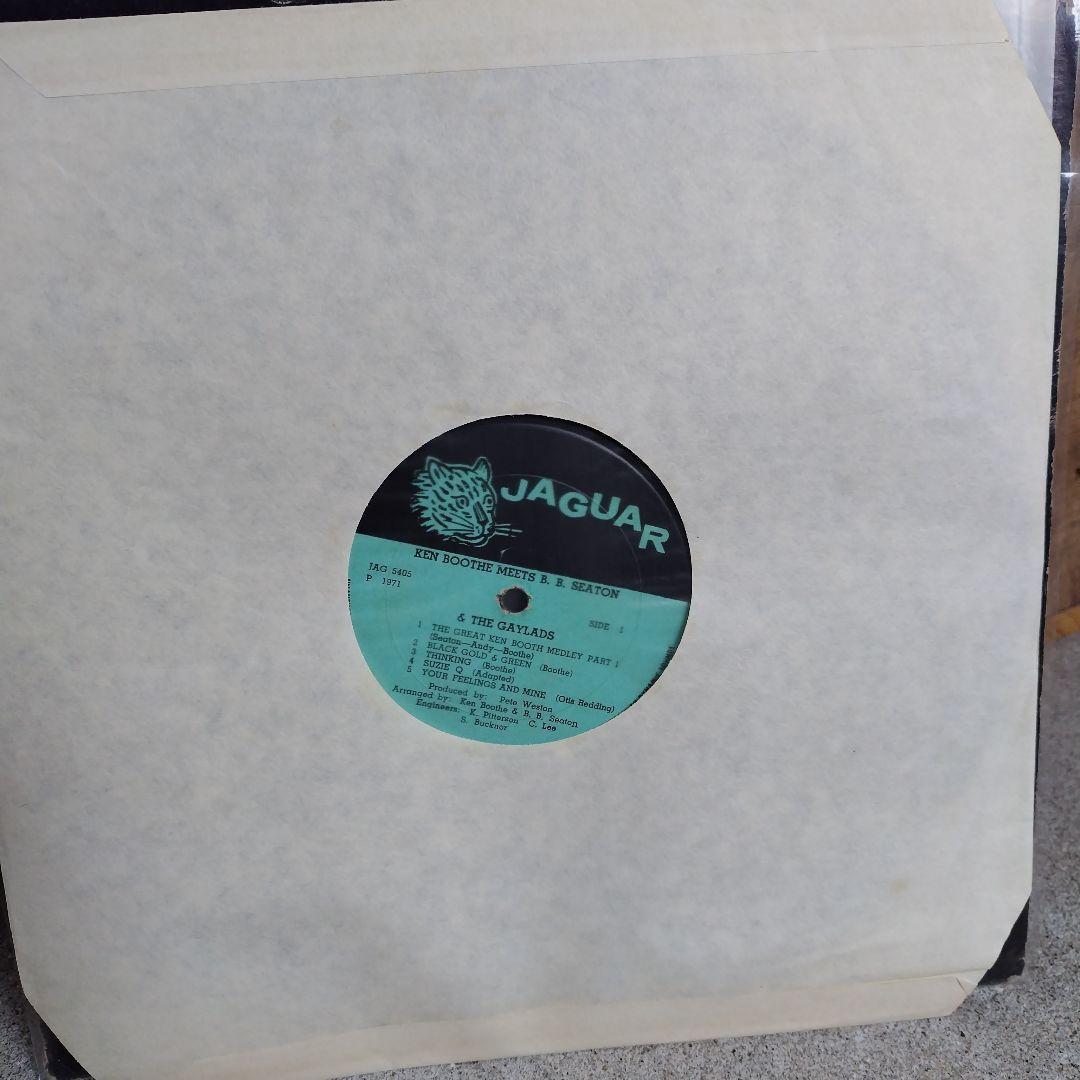 JAGUAR
KEN BOOTHE MEETS B. B. SEATON
JAG 5405
P 1971
& THE GAYLADS
SIDE 1
1 THE GREAT KEN BOOTH MEDLEY PART 1
(Seaton—Andy—Boothe)
2 BLACK GOLD & GREEN (Boothe)
3 THINKING (Boothe)
4 SUZIE Q (Adapted)
5 YOUR FEELINGS AND MINE (Otis Redding)
Produced by: Pete Weston
Arranged by: Ken Boothe & B. B. Seaton
Engineers: K. Pitterson C. Lee
S. Bucknor